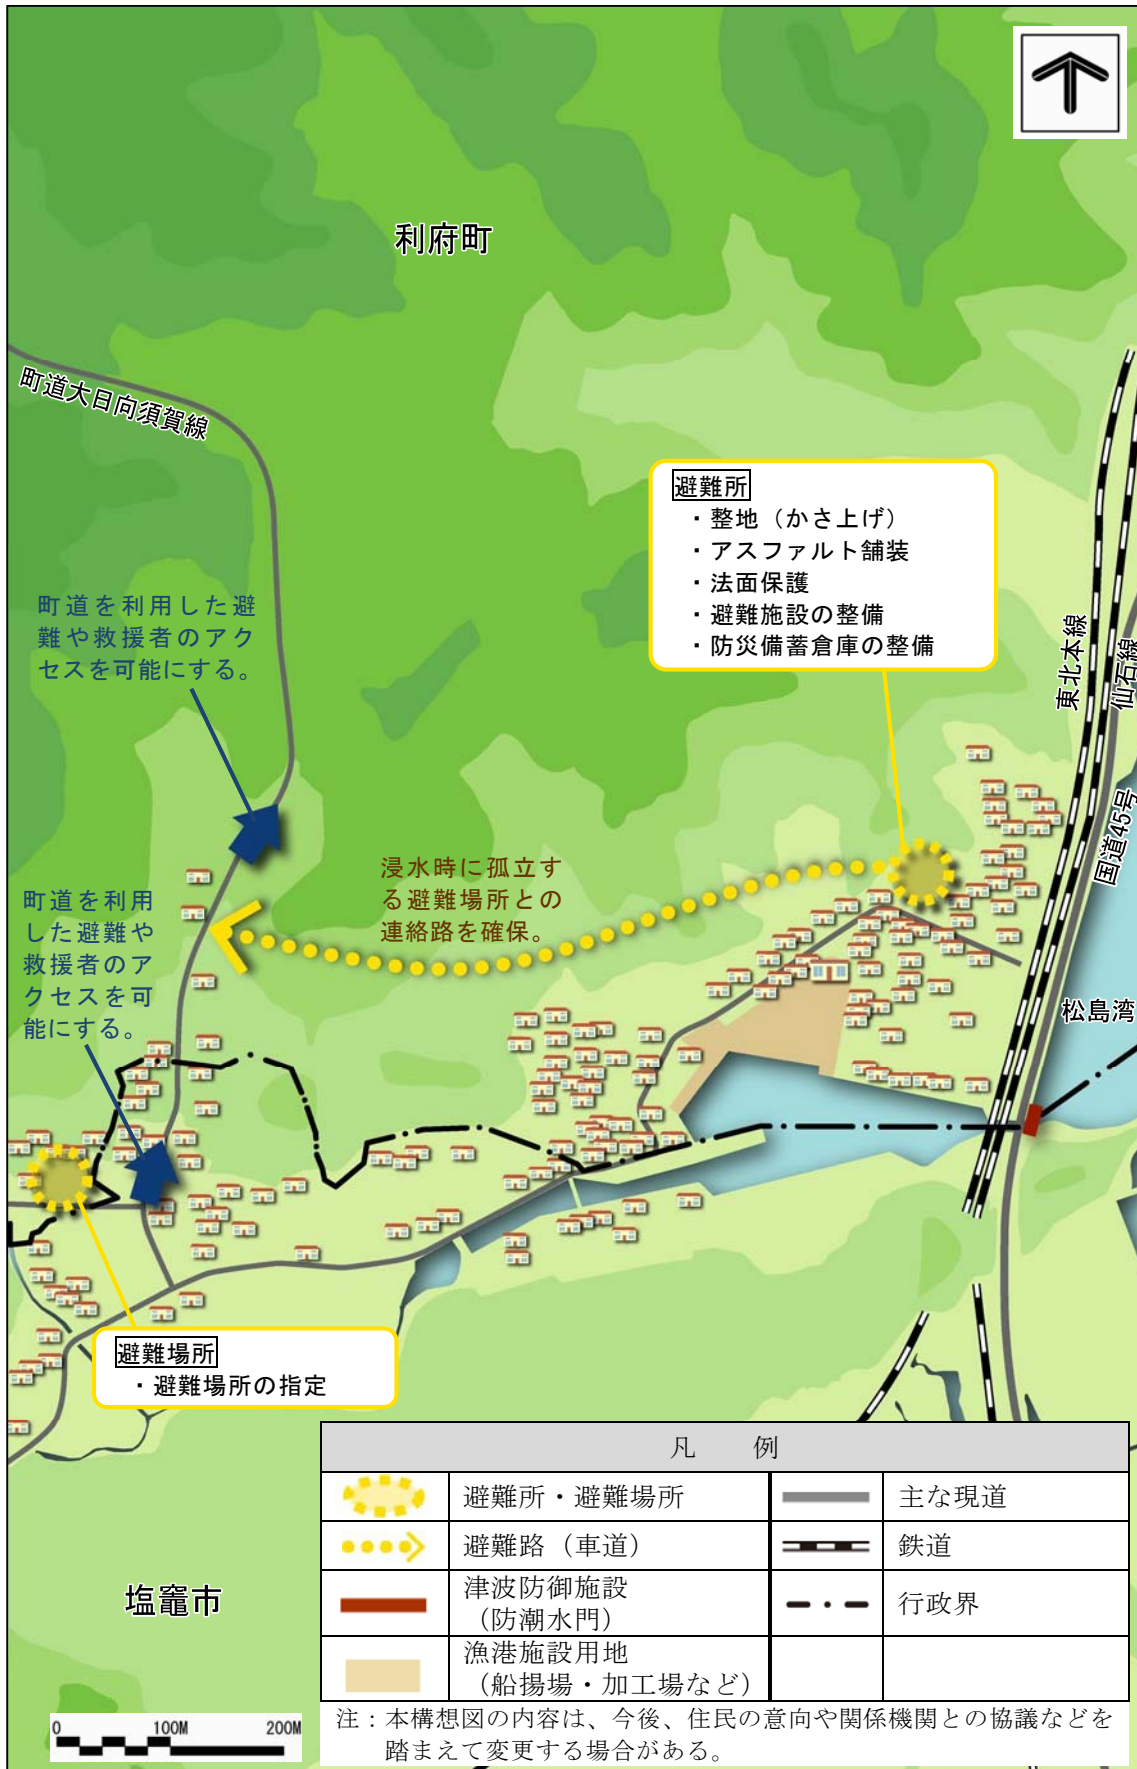 利府町
町道大日向須賀線
避難所
・整地（かさ上げ）
・アスファルト舗装
・法面保護
・避難施設の整備
・防災備蓄倉庫の整備
町道を利用した避
難や救援者のアク
セスを可能にする。
東北本線
仙石線
国道45号
浸水時に孤立す
る避難場所との
連絡路を確保。
町道を利用
した避難や
救援者のア
クセスを可
能にする。
松島湾
避難場所
・避難場所の指定
凡 例
避難所・避難場所
主な現道
避難路（車道）
鉄道
津波防御施設
（防潮水門）
行政界
漁港施設用地
（船揚場・加工場など）
塩竈市
0 100M 200M
注：本構想図の内容は、今後、住民の意向や関係機関との協議などを
踏まえて変更する場合がある。